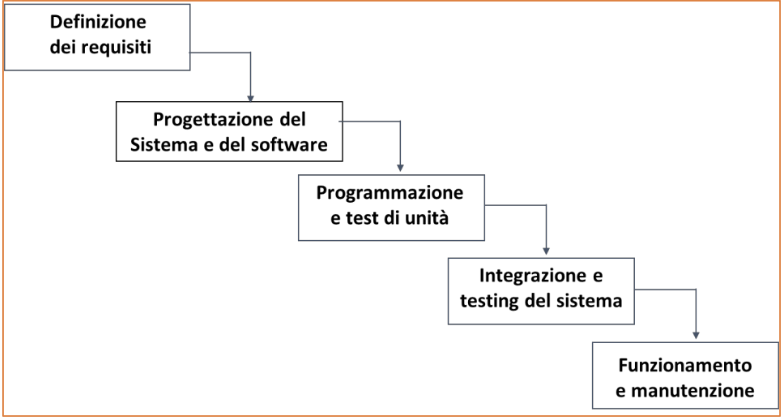 Definizione
dei requisiti
Progettazione del
Sistema e del software
Programmazione
e test di unità
Integrazione e
testing del sistema
Funzionamento
e manutenzione